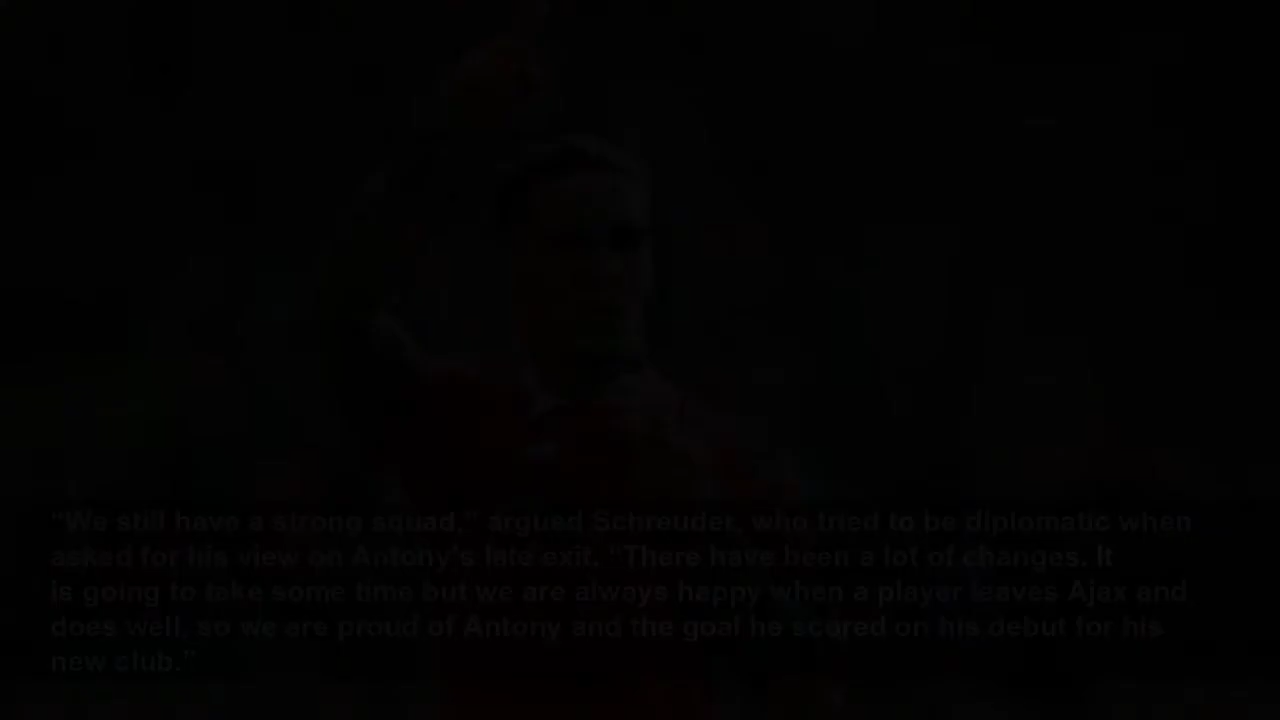 “We still have a strong squad,” argued Schreuder, who tried to be diplomatic when
asked for his view on Antony’s late exit. “There have been a lot of changes. It
is going to take some time but we are always happy when a player leaves Ajax and
does well, so we are proud of Antony and the goal he scored on his debut for his
new club.”